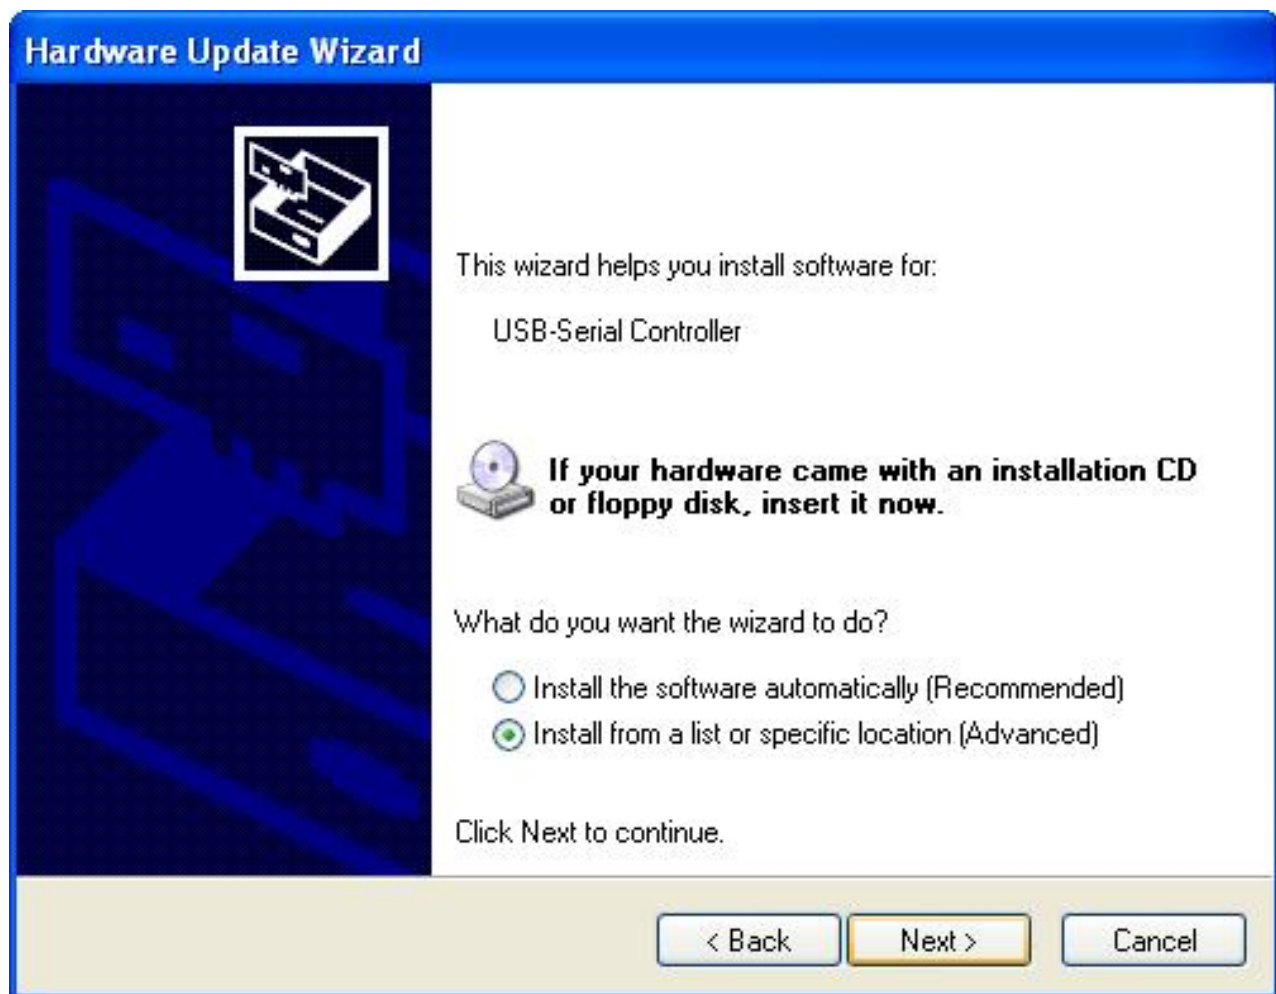 Hardware Update Wizard
This wizard helps you install software for:
USB-Serial Controller
If your hardware came with an installation CD
or floppy disk, insert it now.
What do you want the wizard to do?
Install the software automatically (Recommended)
Install from a list or specific location (Advanced)
Click Next to continue.
< Back
Next >
Cancel